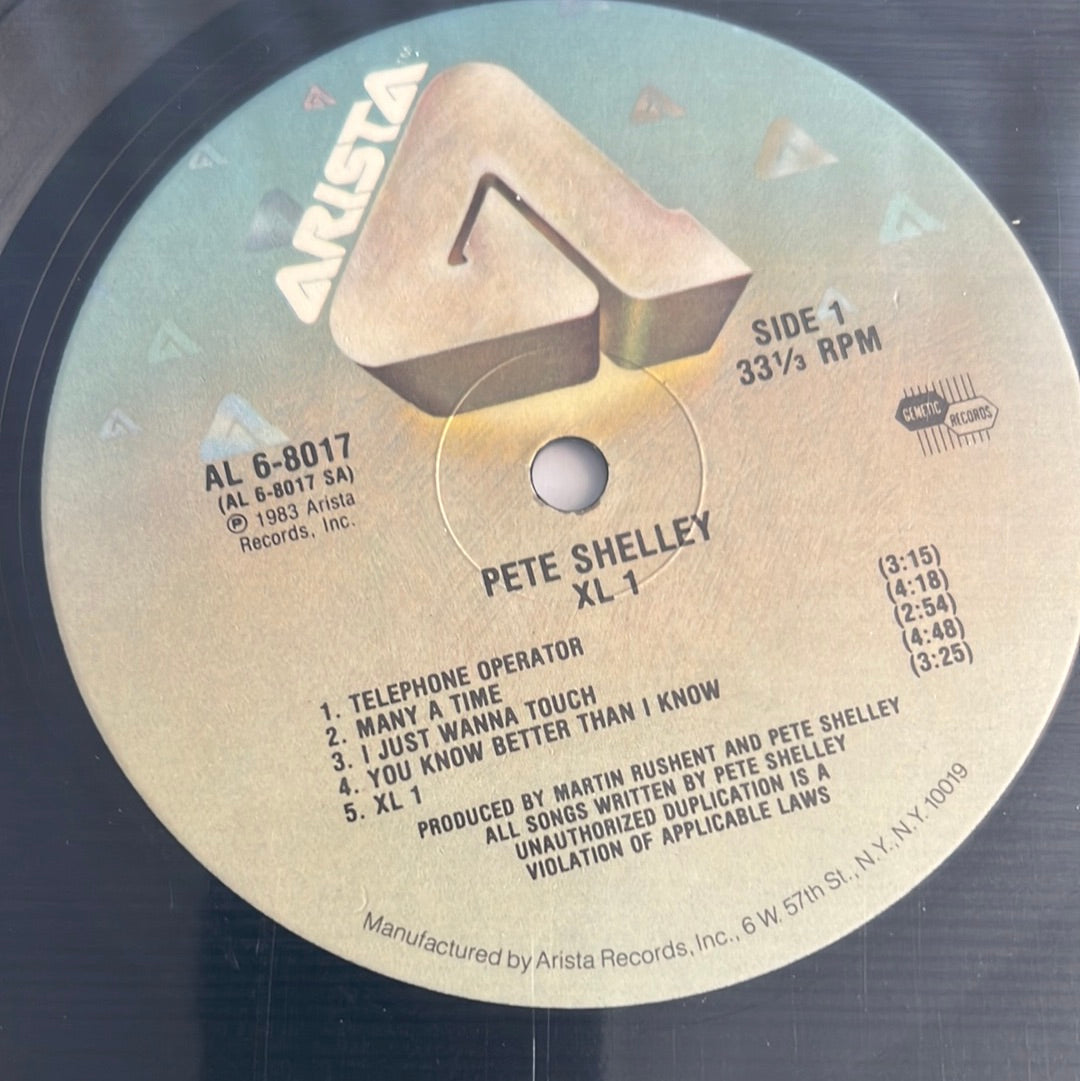 ARISTA
SIDE 1
33⅓ RPM
GENETIC
RECORDS
AL 6-8017
(AL 6-8017 SA)
℗ 1983 Arista
Records, Inc.
PETE SHELLEY
XL 1
1. TELEPHONE OPERATOR (3:15)
2. MANY A TIME (4:18)
3. I JUST WANNA TOUCH (2:54)
4. YOU KNOW BETTER THAN I KNOW (4:48)
5. XL 1 (3:25)
PRODUCED BY MARTIN RUSHENT AND PETE SHELLEY
ALL SONGS WRITTEN BY PETE SHELLEY
UNAUTHORIZED DUPLICATION IS A
VIOLATION OF APPLICABLE LAWS
Manufactured by Arista Records, Inc., 6 W. 57th St., N.Y., N.Y. 10019